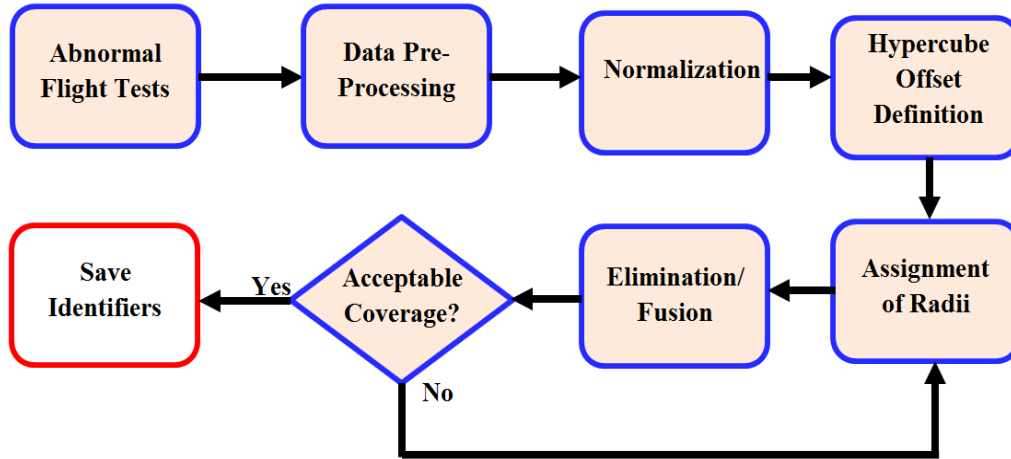 Abnormal
Flight Tests
Data Pre-
Processing
Normalization
Hypercube
Offset
Definition
Assignment
of Radii
Elimination/
Fusion
Acceptable
Coverage?
Yes
No
Save
Identifiers